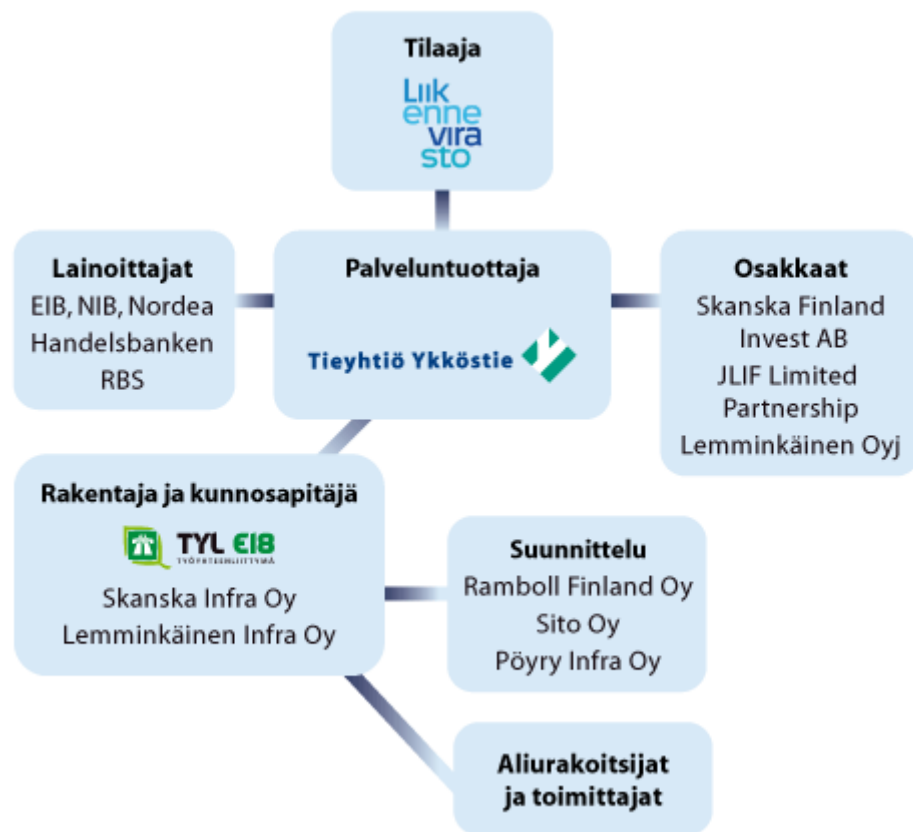 Tilaaja
Liik
enne
vira
sto
Lainoittajat
EIB, NIB, Nordea
Handelsbanken
RBS
Palveluntuottaja
Tieyhtiö Ykköstie
Osakkaat
Skanska Finland
Invest AB
JLIF Limited
Partnership
Lemminkäinen Oyj
Rakentaja ja kunnosapitäjä
TYL E18
TYÖYHTEENLIITTYMÄ
Skanska Infra Oy
Lemminkäinen Infra Oy
Suunnittelu
Ramboll Finland Oy
Sito Oy
Pöyry Infra Oy
Aliurakoitsijat
ja toimittajat